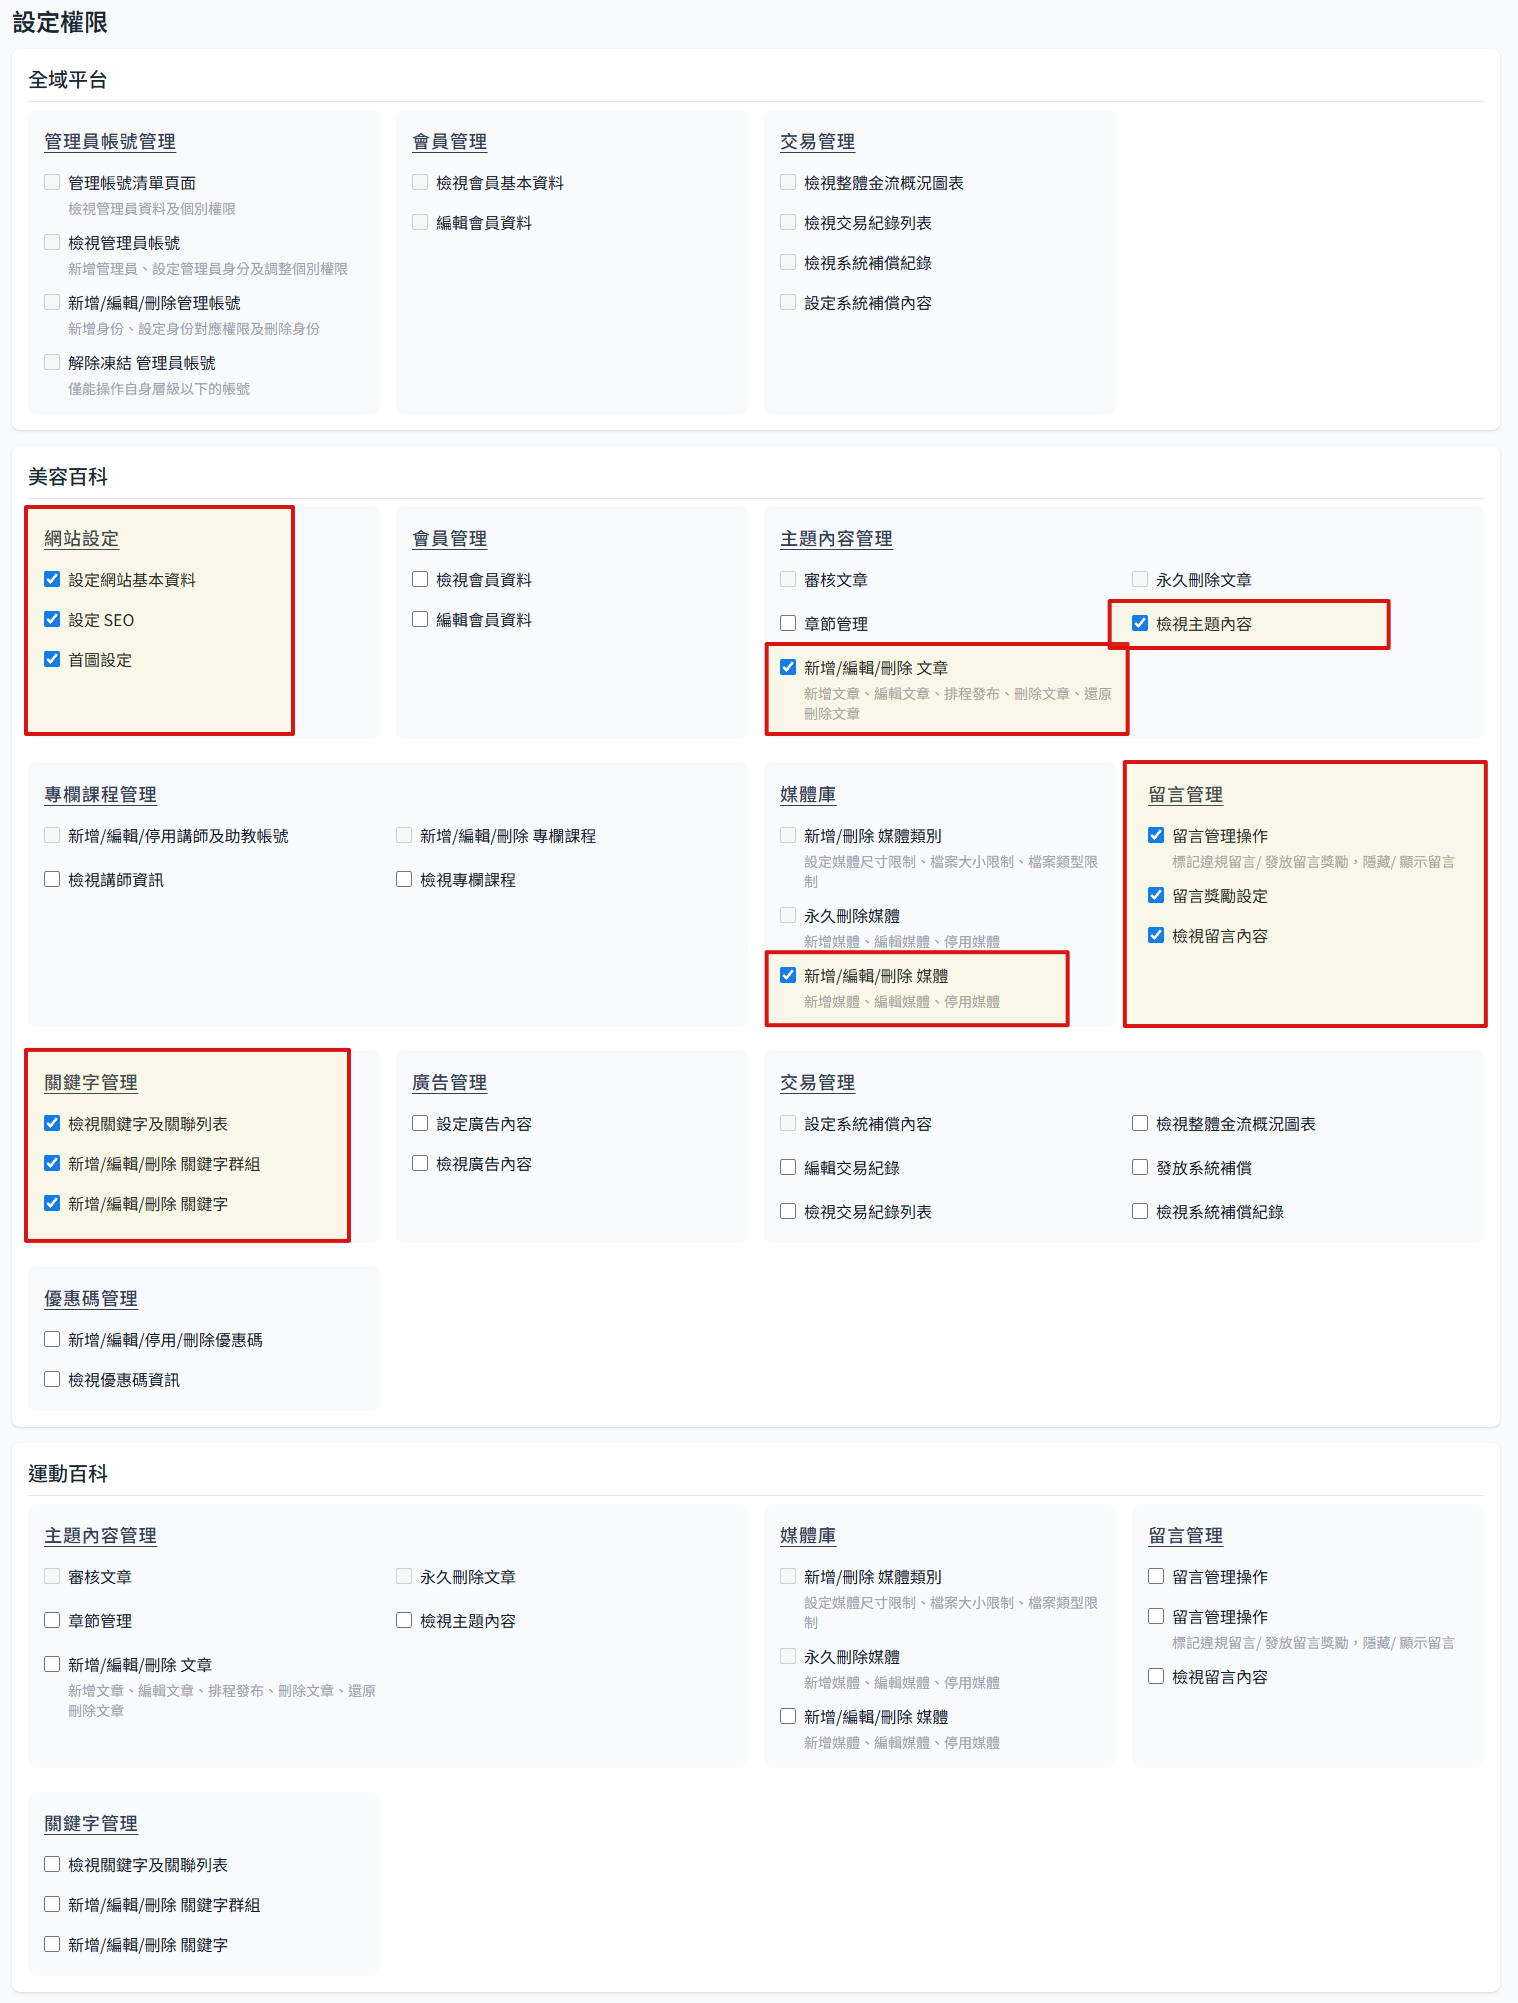 設定權限
全域平台
管理員帳號管理
管理帳號清單頁面
檢視管理員資料及個別權限
檢視管理員帳號
新增管理員、設定管理員身分及調整個別權限
新增/編輯/刪除管理帳號
新增身份、設定身份對應權限及刪除身份
解除凍結 管理員帳號
僅能操作自身層級以下的帳號
會員管理
檢視會員基本資料
編輯會員資料
交易管理
檢視整體金流概況圖表
檢視交易紀錄列表
檢視系統補償紀錄
設定系統補償內容
美容百科
網站設定
設定網站基本資料
設定 SEO
首圖設定
會員管理
檢視會員資料
編輯會員資料
主題內容管理
審核文章
永久刪除文章
章節管理
檢視主題內容
新增/編輯/刪除 文章
新增文章、編輯文章、排程發布、刪除文章、還原
刪除文章
專欄課程管理
新增/編輯/停用講師及助教帳號
新增/編輯/刪除 專欄課程
檢視講師資訊
檢視專欄課程
媒體庫
新增/刪除 媒體類別
設定媒體尺寸限制、檔案大小限制、檔案類型限
制
永久刪除媒體
新增媒體、編輯媒體、停用媒體
新增/編輯/刪除 媒體
新增媒體、編輯媒體、停用媒體
留言管理
留言管理操作
標記違規留言/ 發放留言獎勵，隱藏/ 顯示留言
留言獎勵設定
檢視留言內容
關鍵字管理
檢視關鍵字及關聯列表
新增/編輯/刪除 關鍵字群組
新增/編輯/刪除 關鍵字
廣告管理
設定廣告內容
檢視廣告內容
交易管理
設定系統補償內容
檢視整體金流概況圖表
編輯交易紀錄
發放系統補償
檢視交易紀錄列表
檢視系統補償紀錄
優惠碼管理
新增/編輯/停用/刪除優惠碼
檢視優惠碼資訊
運動百科
主題內容管理
審核文章
永久刪除文章
章節管理
檢視主題內容
新增/編輯/刪除 文章
新增文章、編輯文章、排程發布、刪除文章、還原
刪除文章
媒體庫
新增/刪除 媒體類別
設定媒體尺寸限制、檔案大小限制、檔案類型限
制
永久刪除媒體
新增媒體、編輯媒體、停用媒體
新增/編輯/刪除 媒體
新增媒體、編輯媒體、停用媒體
留言管理
留言管理操作
留言管理操作
標記違規留言/ 發放留言獎勵，隱藏/ 顯示留言
檢視留言內容
關鍵字管理
檢視關鍵字及關聯列表
新增/編輯/刪除 關鍵字群組
新增/編輯/刪除 關鍵字